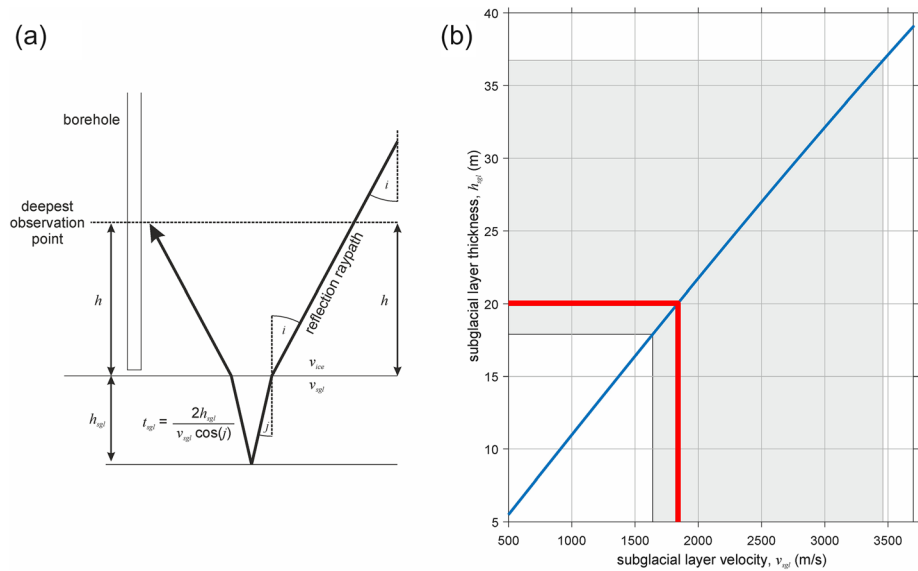 (a)
borehole
deepest
observation
point
h
h
i
i
reflection raypath
v_ice
v_sgl
h_sgl
t_sgl = 2h_sgl / v_sgl cos(j)
j
(b)
40
35
30
25
20
15
10
5
subglacial layer thickness, h_sgl (m)
500 1000 1500 2000 2500 3000 3500
subglacial layer velocity, v_sgl (m/s)